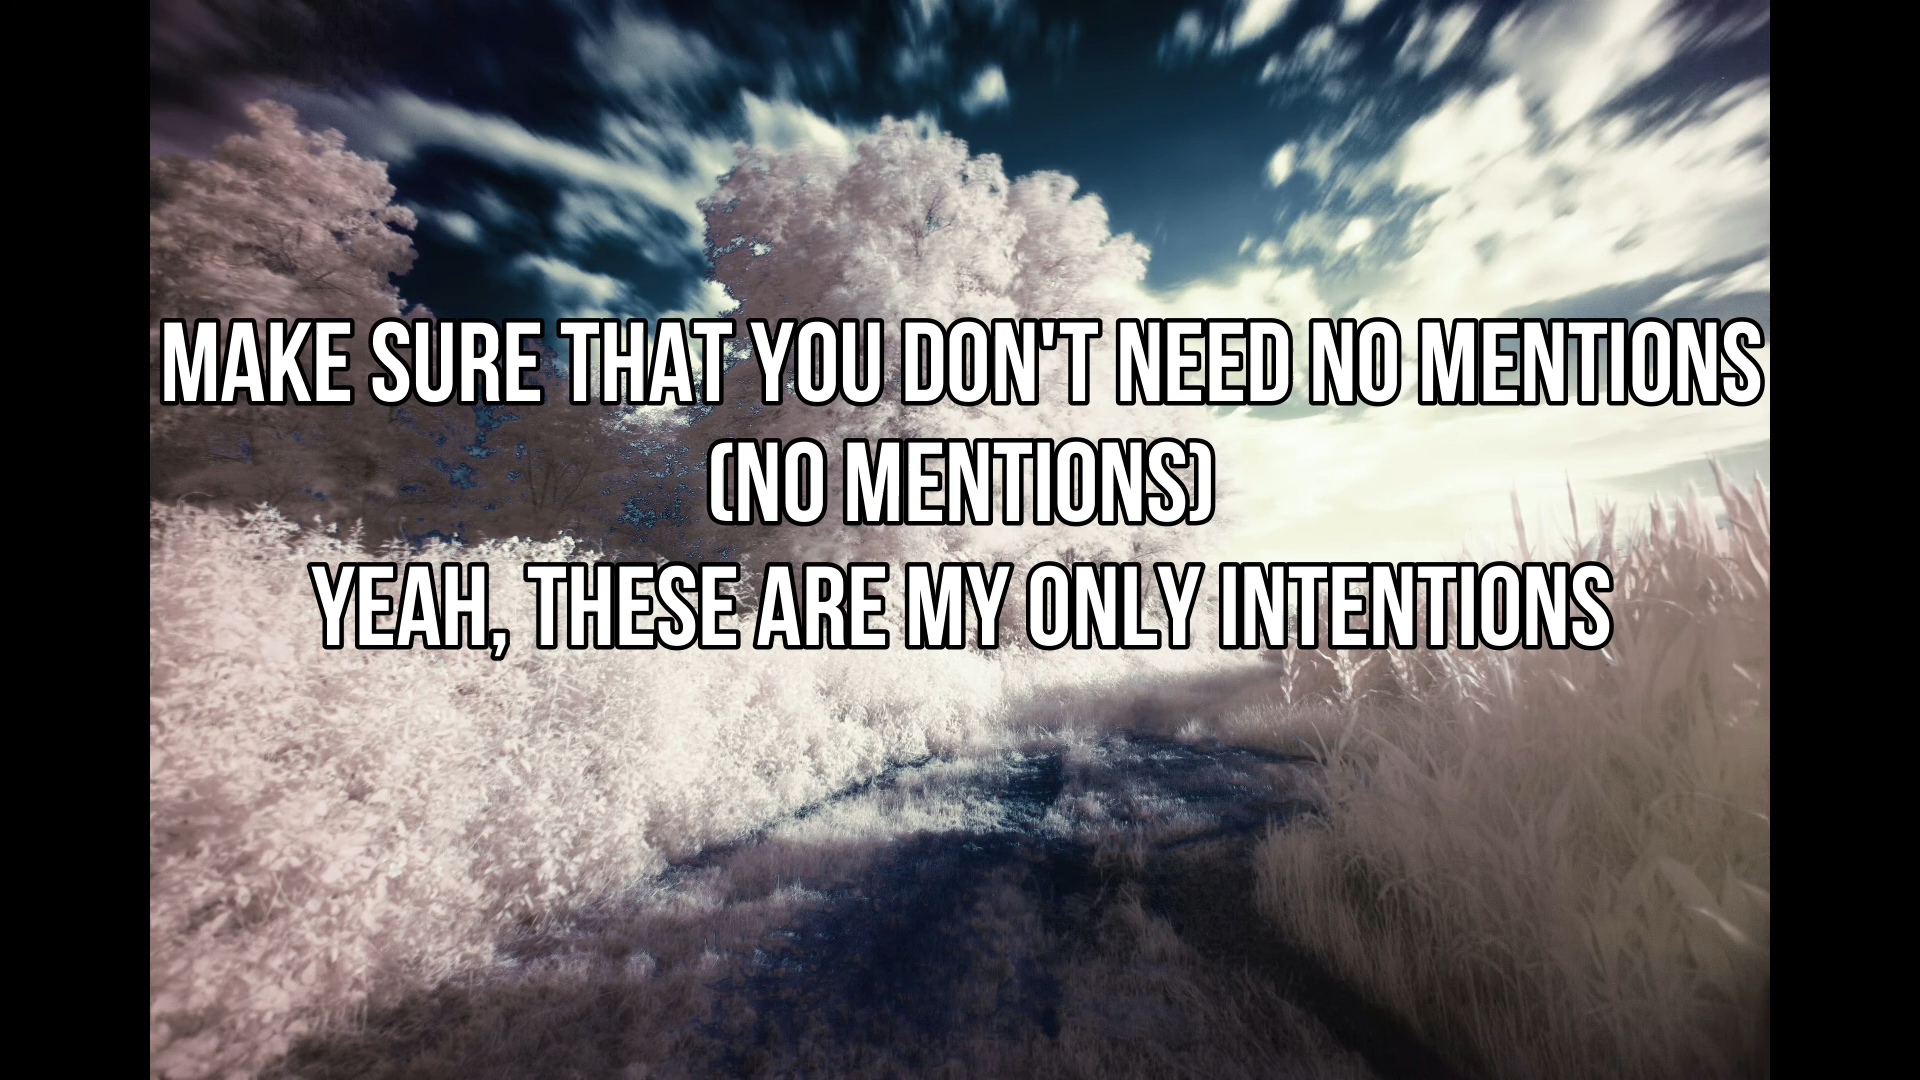 MAKE SURE THAT YOU DON'T NEED NO MENTIONS
(NO MENTIONS)
YEAH, THESE ARE MY ONLY INTENTIONS